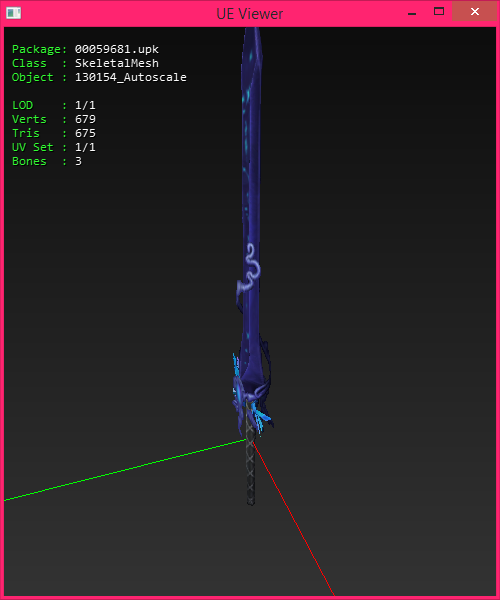 UE Viewer
Package: 00059681.upk
Class  : SkeletalMesh
Object : 130154_Autoscale
LOD    : 1/1
Verts  : 679
Tris   : 675
UV Set : 1/1
Bones  : 3